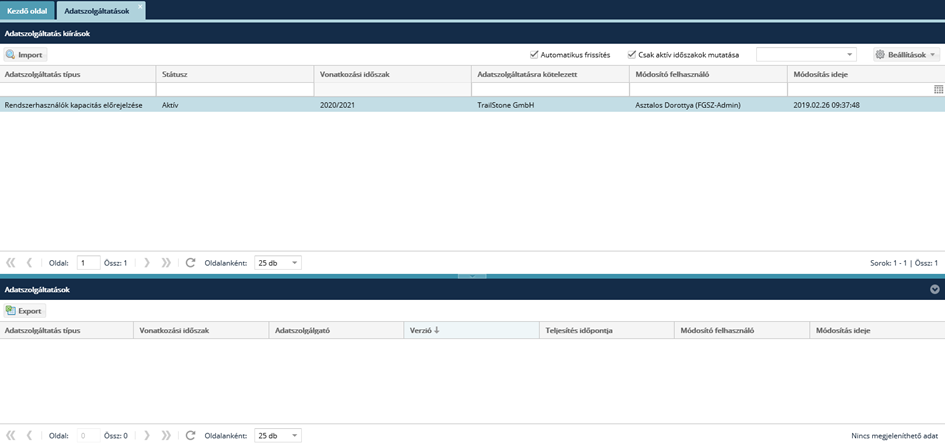 Kezdő oldal Adatszolgáltatások
Adatszolgáltatás kiírások
Import Automatikus frissítés Csak aktív időszakok mutatása Beállítások
Adatszolgáltatás típus Státusz Vonatkozási időszak Adatszolgáltatásra kötelezett Módosító felhasználó Módosítás ideje
Rendszerhasználók kapacitás előrejelzése Aktív 2020/2021 TrailStone GmbH Asztalos Dorottya (FGSZ-Admin) 2019.02.26 09:37:48
Oldal: 1 Össz: 1 Oldalanként: 25 db Sorok: 1 - 1 | Össz: 1
Adatszolgáltatások
Export
Adatszolgáltatás típus Vonatkozási időszak Adatszolgálgató Verzió Teljesítés időpontja Módosító felhasználó Módosítás ideje
Oldal: 0 Össz: 0 Oldalanként: 25 db Nincs megjeleníthető adat